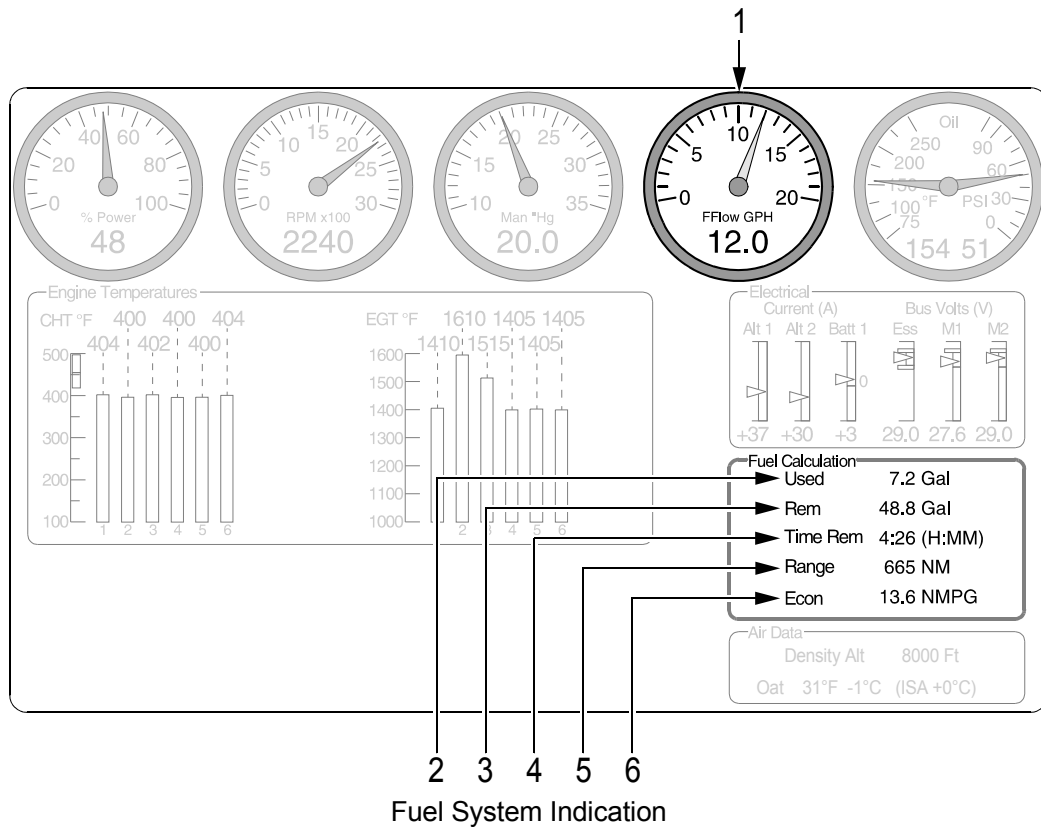 1
40 60
20 80
0 100
% Power
48
15
10 20
5 25
0 30
RPM x100
2240
20 25
15 30
10 35
Man "Hg
20.0
10
5 15
0 20
FFlow GPH
12.0
Oil
250 90
200 60
150 °F PSI 30
100 0
75
154 51
Engine Temperatures
CHT °F
400 400 404
404 402 400
500
400
300
200
100
1 2 3 4 5 6
EGT °F
1610 1405 1405
1410 1515 1405
1600
1500
1400
1300
1200
1100
1000
2 3 4 5 6
Electrical
Current (A) Bus Volts (V)
Alt 1 Alt 2 Batt 1 Ess M1 M2
0
+37 +30 +3 29.0 27.6 29.0
Fuel Calculation
Used 7.2 Gal
Rem 48.8 Gal
Time Rem 4:26 (H:MM)
Range 665 NM
Econ 13.6 NMPG
Air Data
Density Alt 8000 Ft
Oat 31°F -1°C (ISA +0°C)
2 3 4 5 6
Fuel System Indication